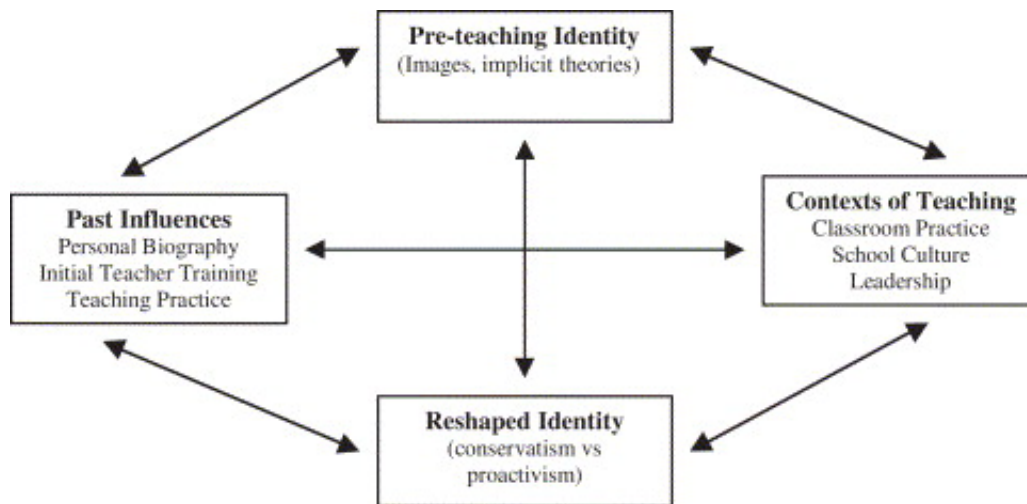 Pre-teaching Identity
(Images, implicit theories)
Past Influences
Personal Biography
Initial Teacher Training
Teaching Practice
Contexts of Teaching
Classroom Practice
School Culture
Leadership
Reshaped Identity
(conservatism vs
proactivism)